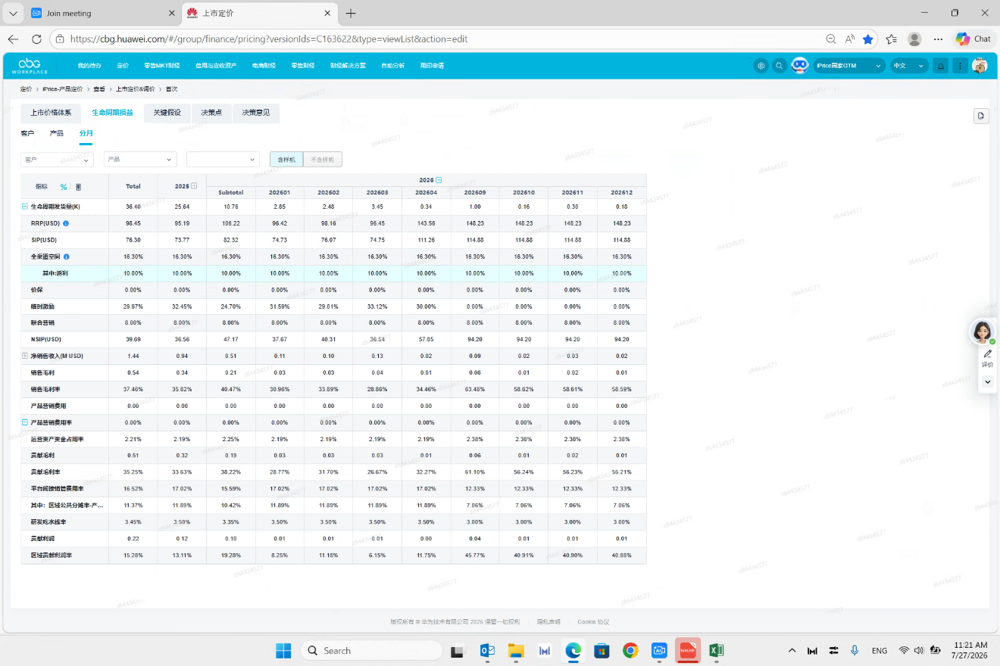 Join meeting
上市定价
https://cbg.huawei.com/#/group/finance/pricing?versionIds=C163622&type=viewList&action=edit
Chat
cbg WORKPLACE 我的待办 定价 零售MKT财经 信用与应收资产 电商财经 零售财经 财经解决方案 自助分析 用印申请 iPrice国家GTM 中文
定价 > iPrice-产品定价 > 查看 > 上市定价&调价 > 首次
上市价格体系 生命周期损益 关键假设 决策点 决策意见
客户 产品 分月
客户 产品 含样机 不含样机
指标 % Total 2025 2026
Subtotal 202601 202602 202603 202604 202609 202610 202611 202612
生命周期发货量(K) 36.40 25.64 10.76 2.85 2.48 3.45 0.34 1.00 0.16 0.30 0.18
RRP(USD) 98.45 95.19 106.22 96.42 98.16 96.45 143.56 148.23 148.23 148.23 148.23
SIP(USD) 76.30 73.77 82.32 74.73 76.07 74.75 111.26 114.88 114.88 114.88 114.88
全渠道空间 16.30% 16.30% 16.30% 16.30% 16.30% 16.30% 16.30% 16.30% 16.30% 16.30% 16.30%
其中:返利 10.00% 10.00% 10.00% 10.00% 10.00% 10.00% 10.00% 10.00% 10.00% 10.00% 10.00%
价保 0.00% 0.00% 0.00% 0.00% 0.00% 0.00% 0.00% 0.00% 0.00% 0.00% 0.00%
临时激励 29.97% 32.45% 24.70% 31.59% 29.01% 33.12% 30.00% 0.00% 0.00% 0.00% 0.00%
联合营销 8.00% 8.00% 8.00% 8.00% 8.00% 8.00% 8.00% 8.00% 8.00% 8.00% 8.00%
NSIP(USD) 39.69 36.56 47.17 37.67 40.31 36.54 57.85 94.20 94.20 94.20 94.20
净销售收入(M USD) 1.44 0.94 0.51 0.11 0.10 0.13 0.02 0.09 0.02 0.03 0.02
销售毛利 0.54 0.34 0.21 0.03 0.03 0.04 0.01 0.06 0.01 0.02 0.01
销售毛利率 37.46% 35.82% 40.47% 30.96% 33.89% 28.86% 34.46% 63.48% 58.62% 58.61% 58.59%
产品营销费用 0.00 0.00 0.00 0.00 0.00 0.00 0.00 0.00 0.00 0.00 0.00
产品营销费用率 0.00% 0.00% 0.00% 0.00% 0.00% 0.00% 0.00% 0.00% 0.00% 0.00% 0.00%
运营资产资金占用率 2.21% 2.19% 2.25% 2.19% 2.19% 2.19% 2.19% 2.38% 2.38% 2.38% 2.38%
贡献毛利 0.51 0.32 0.19 0.03 0.03 0.03 0.01 0.06 0.01 0.02 0.01
贡献毛利率 35.25% 33.63% 38.22% 28.77% 31.70% 26.67% 32.27% 61.10% 56.24% 56.23% 56.21%
平台间接销管费用率 16.52% 17.02% 15.59% 17.02% 17.02% 17.02% 17.02% 12.33% 12.33% 12.33% 12.33%
其中：区域公共分摊率-产... 11.37% 11.89% 10.42% 11.89% 11.89% 11.89% 11.89% 7.06% 7.06% 7.06% 7.06%
研发吃水线率 3.45% 3.50% 3.35% 3.50% 3.50% 3.50% 3.50% 3.00% 3.00% 3.00% 3.00%
贡献利润 0.22 0.12 0.10 0.01 0.01 0.01 0.00 0.04 0.01 0.01 0.01
区域贡献利润率 15.28% 13.11% 19.28% 8.25% 11.18% 6.15% 11.75% 45.77% 40.91% 40.90% 40.88%
评价
版权所有 © 华为技术有限公司 2026 保留一切权利 隐私声明 Cookie 协议
Search
ENG
11:21 AM
7/27/2026
z84434577